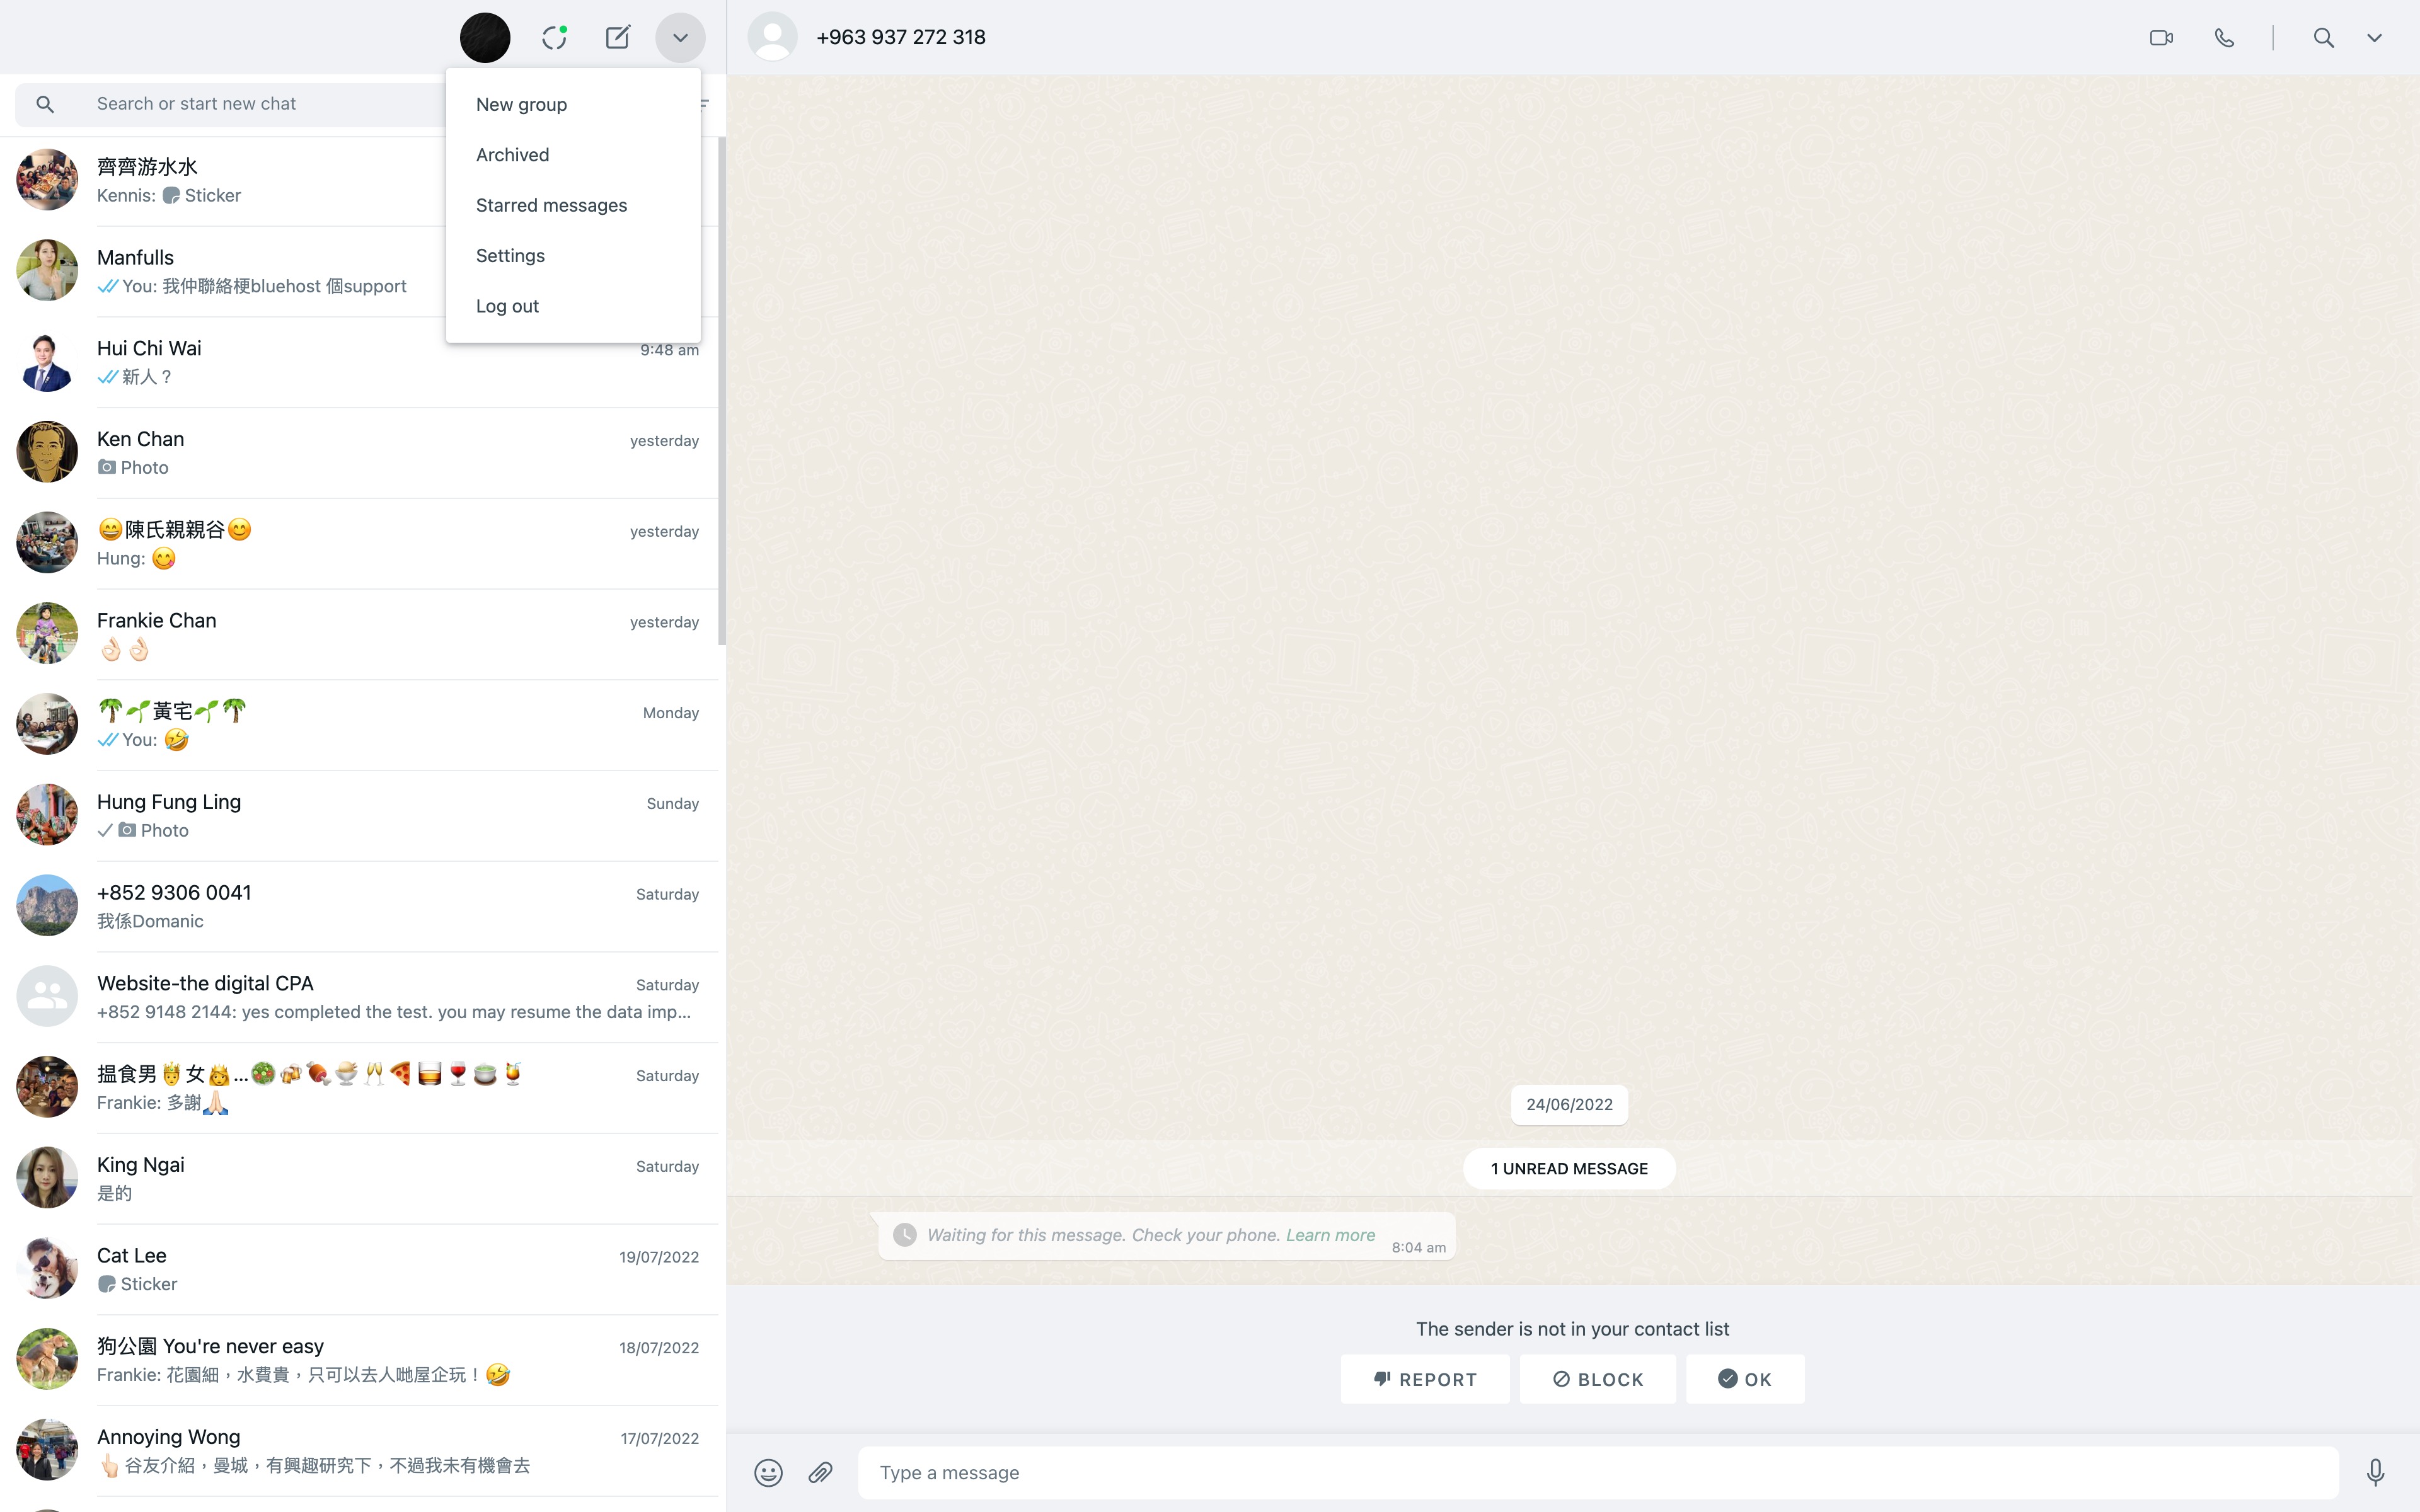 +963 937 272 318
Search or start new chat
New group
Archived
Starred messages
Settings
Log out
齊齊游水水
Kennis: Sticker
Manfulls
You: 我仲聯絡梗bluehost 個support
Hui Chi Wai
9:48 am
新人？
Ken Chan
yesterday
Photo
😄陳氏親親谷😊
yesterday
Hung: 😋
Frankie Chan
yesterday
👌🏻👌🏻
🌴🌱黃宅🌱🌴
Monday
You: 🤣
Hung Fung Ling
Sunday
Photo
+852 9306 0041
Saturday
我係Domanic
Website-the digital CPA
Saturday
+852 9148 2144: yes completed the test. you may resume the data imp...
搵食男🤴女👸...🥗🍻🍖🍚🥂🍕🥃🍷🍵🍹
Saturday
Frankie: 多謝🙏🏻
King Ngai
Saturday
是的
Cat Lee
19/07/2022
Sticker
狗公園 You're never easy
18/07/2022
Frankie: 花園細，水費貴，只可以去人哋屋企玩！🤣
Annoying Wong
17/07/2022
👆🏻谷友介紹，曼城，有興趣研究下，不過我未有機會去
24/06/2022
1 UNREAD MESSAGE
Waiting for this message. Check your phone. Learn more
8:04 am
The sender is not in your contact list
REPORT
BLOCK
OK
Type a message